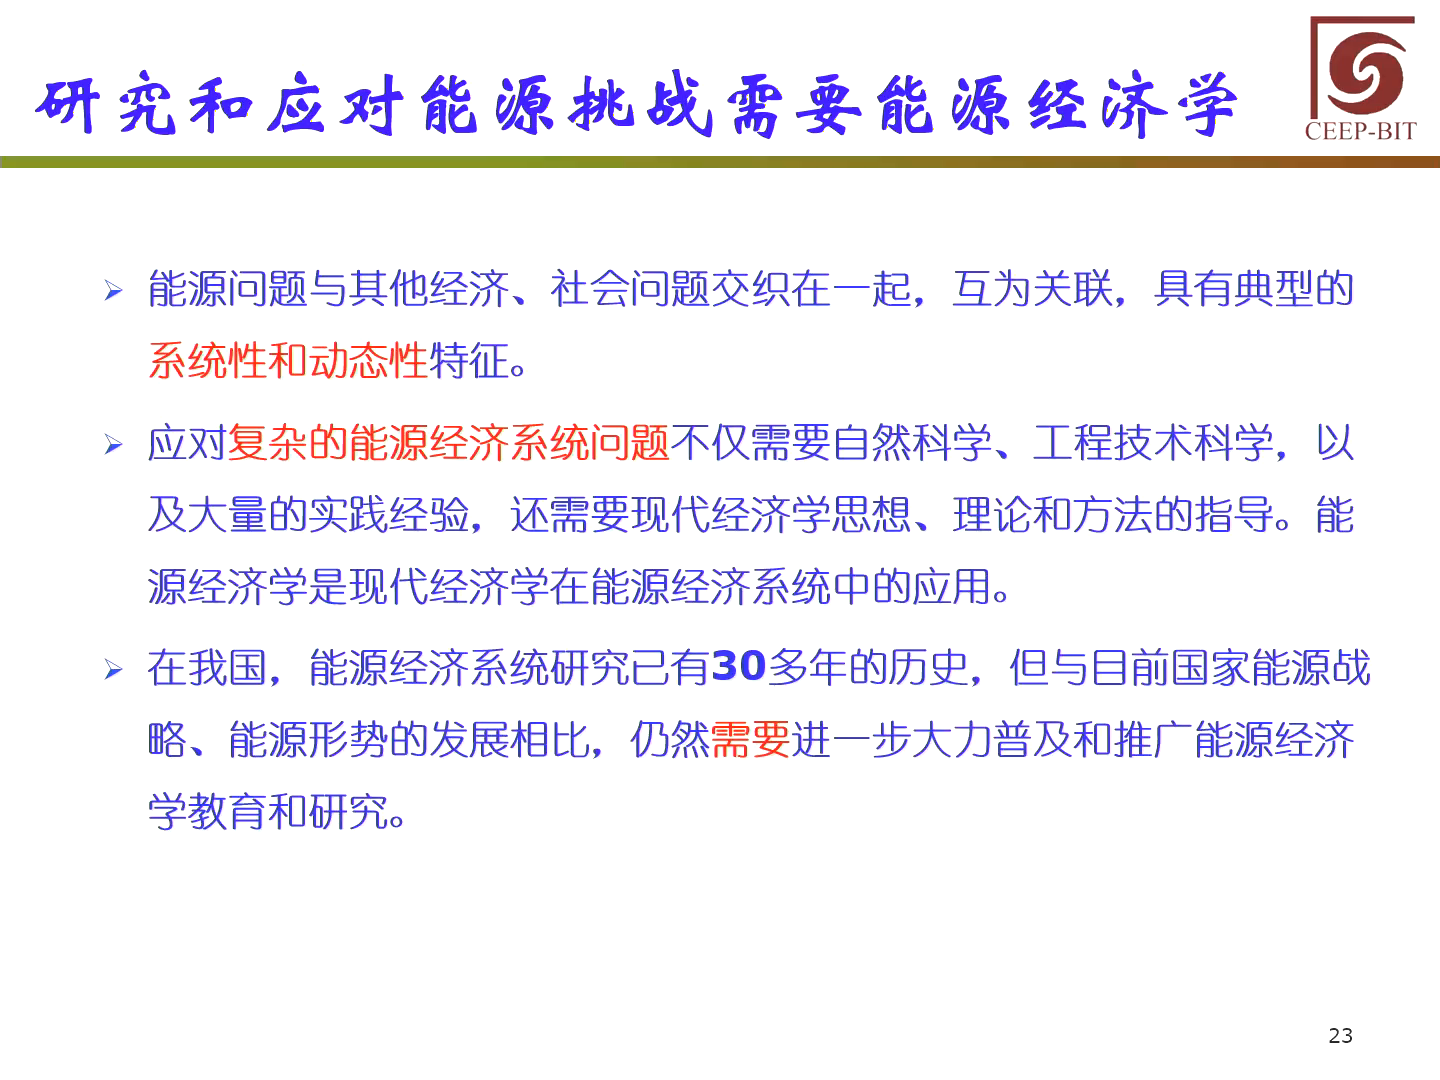 研究和应对能源挑战需要能源经济学
CEEP-BIT
➢ 能源问题与其他经济、社会问题交织在一起，互为关联，具有典型的
系统性和动态性特征。
➢ 应对复杂的能源经济系统问题不仅需要自然科学、工程技术科学，以
及大量的实践经验，还需要现代经济学思想、理论和方法的指导。能
源经济学是现代经济学在能源经济系统中的应用。
➢ 在我国，能源经济系统研究已有30多年的历史，但与目前国家能源战
略、能源形势的发展相比，仍然需要进一步大力普及和推广能源经济
学教育和研究。
23